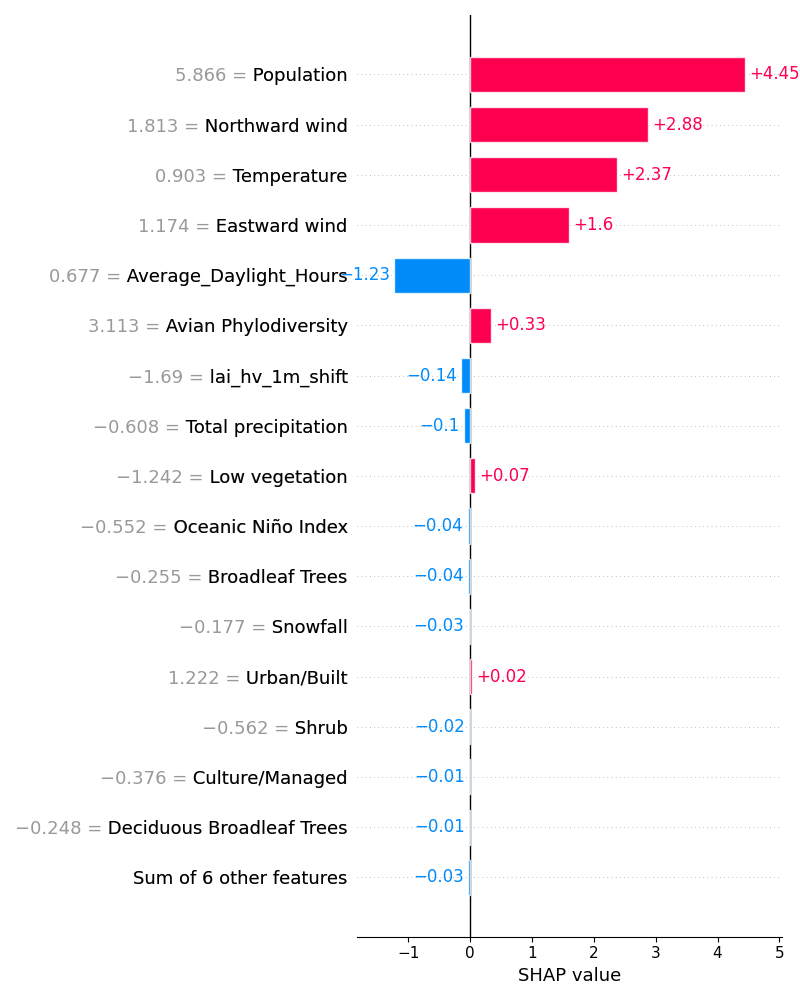 5.866 = Population +4.45
1.813 = Northward wind +2.88
0.903 = Temperature +2.37
1.174 = Eastward wind +1.6
0.677 = Average_Daylight_Hours −1.23
3.113 = Avian Phylodiversity +0.33
−1.69 = lai_hv_1m_shift −0.14
−0.608 = Total precipitation −0.1
−1.242 = Low vegetation +0.07
−0.552 = Oceanic Niño Index −0.04
−0.255 = Broadleaf Trees −0.04
−0.177 = Snowfall −0.03
1.222 = Urban/Built +0.02
−0.562 = Shrub −0.02
−0.376 = Culture/Managed −0.01
−0.248 = Deciduous Broadleaf Trees −0.01
Sum of 6 other features −0.03
−1 0 1 2 3 4 5
SHAP value